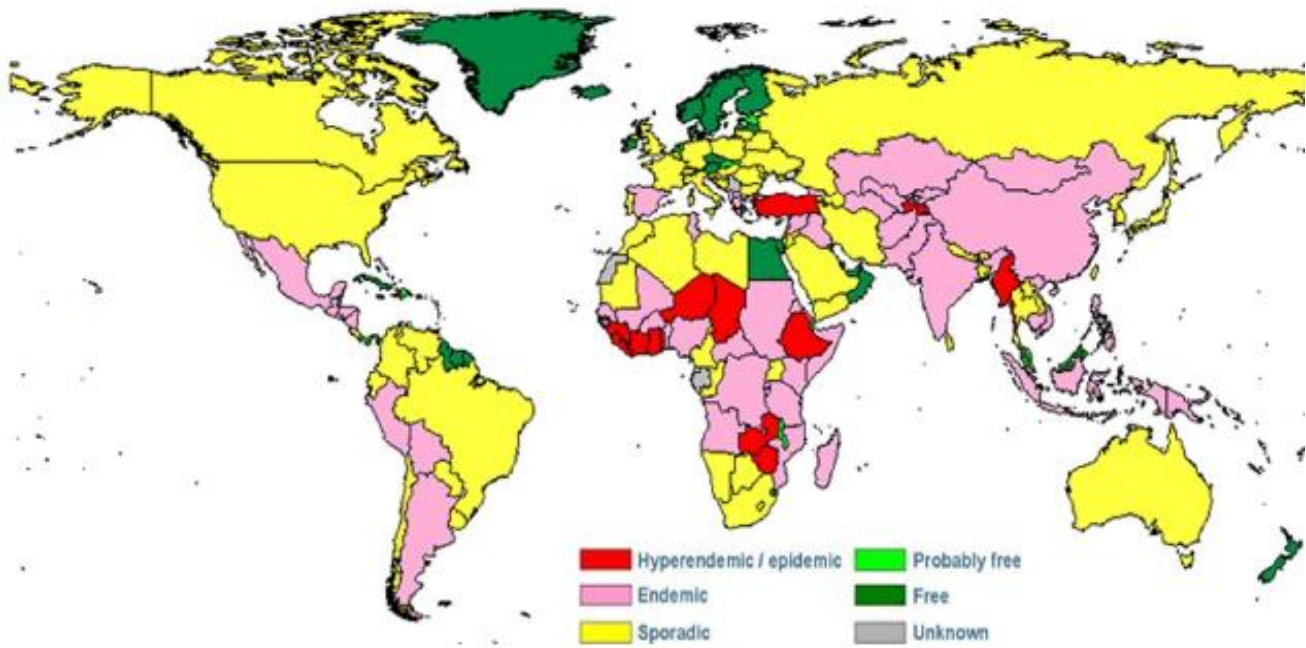 Hyperendemic / epidemic
Endemic
Sporadic
Probably free
Free
Unknown